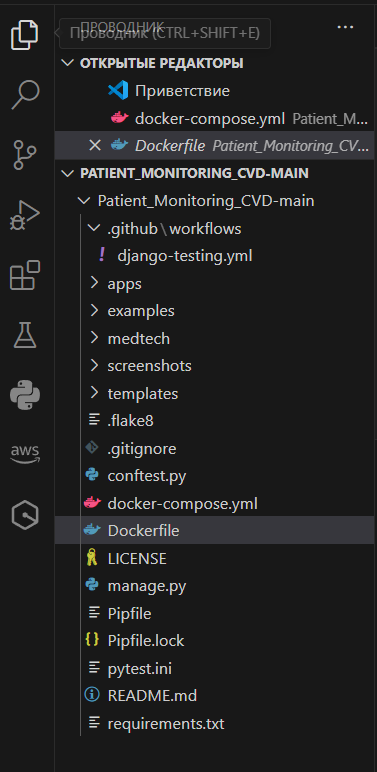 ПРОВОДНИК
Проводник (CTRL+SHIFT+E)
ОТКРЫТЫЕ РЕДАКТОРЫ
Приветствие
docker-compose.yml Patient_M...
Dockerfile Patient_Monitoring_CV...
PATIENT_MONITORING_CVD-MAIN
Patient_Monitoring_CVD-main
.github\workflows
! django-testing.yml
apps
examples
medtech
screenshots
templates
.flake8
.gitignore
conftest.py
docker-compose.yml
Dockerfile
LICENSE
manage.py
Pipfile
{} Pipfile.lock
pytest.ini
README.md
requirements.txt
aws